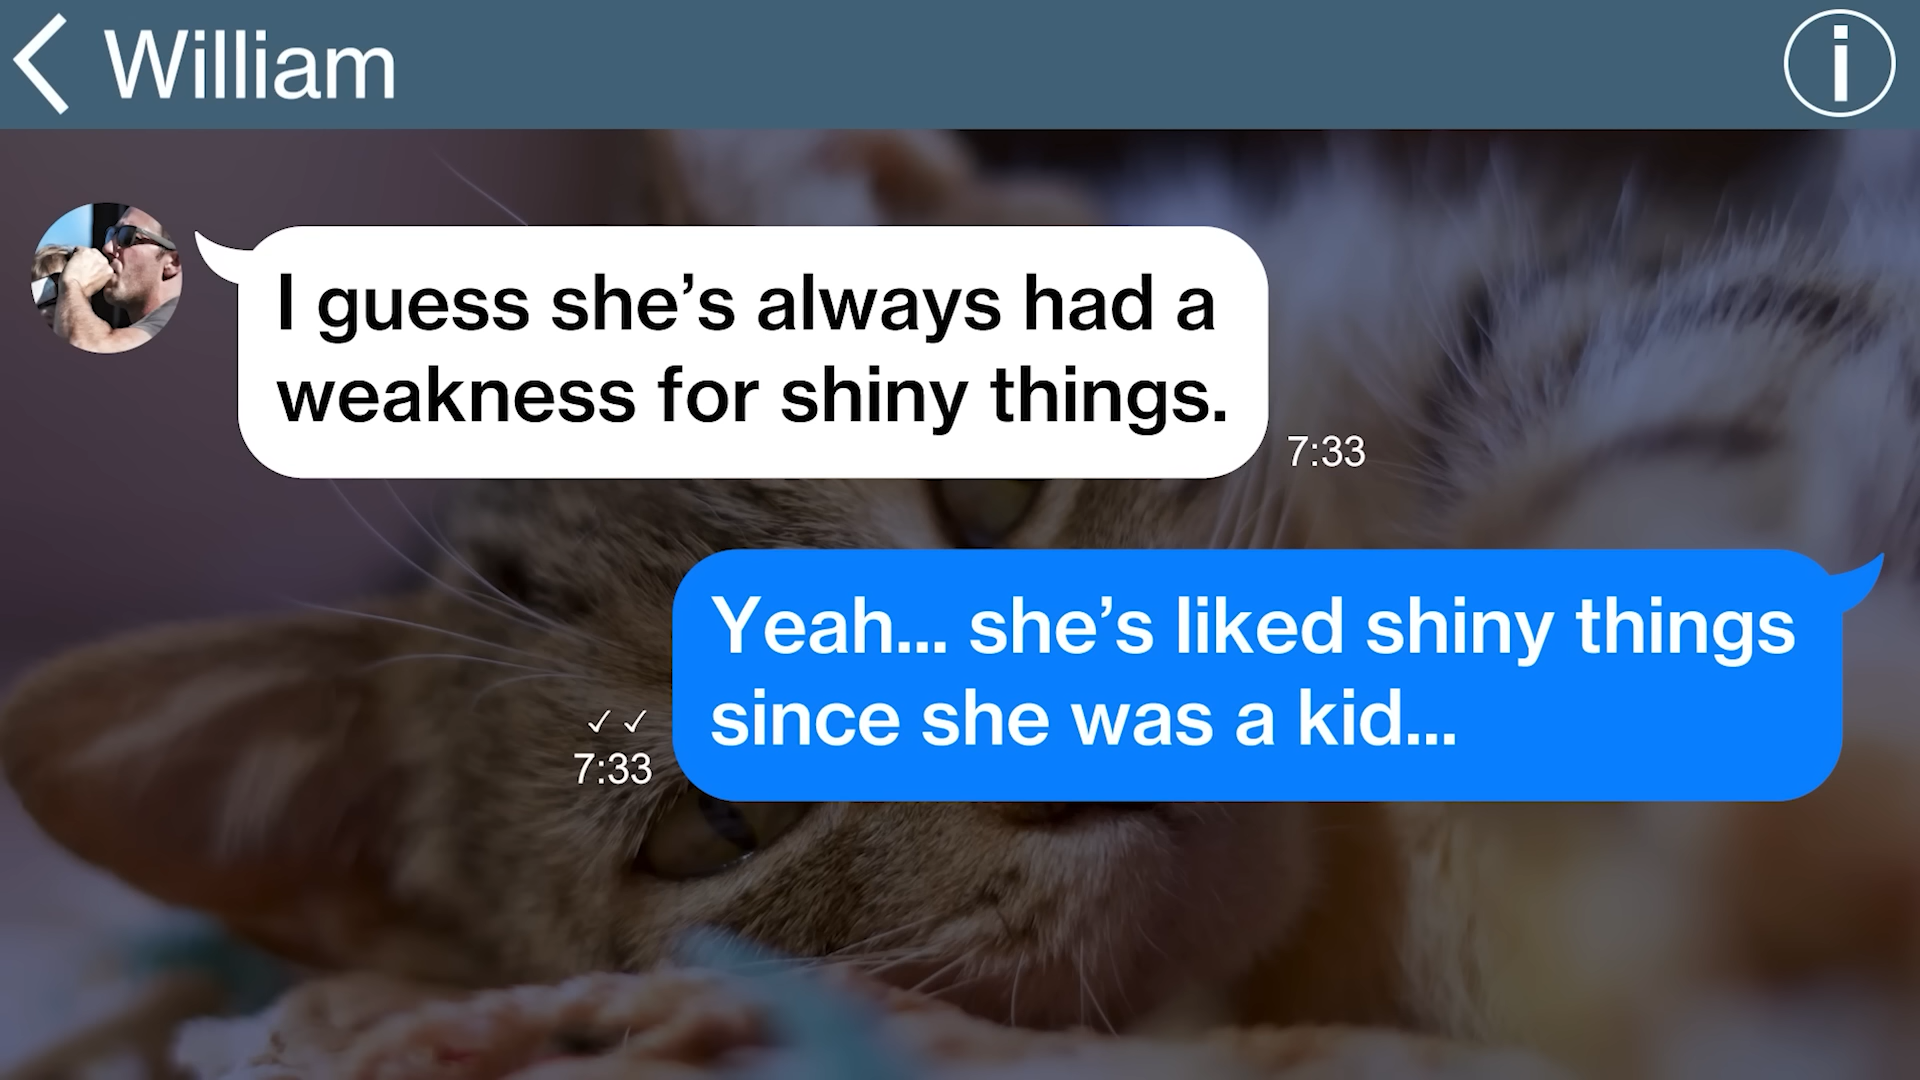 William
I guess she’s always had a
weakness for shiny things.
7:33
Yeah... she’s liked shiny things
since she was a kid...
✓✓
7:33